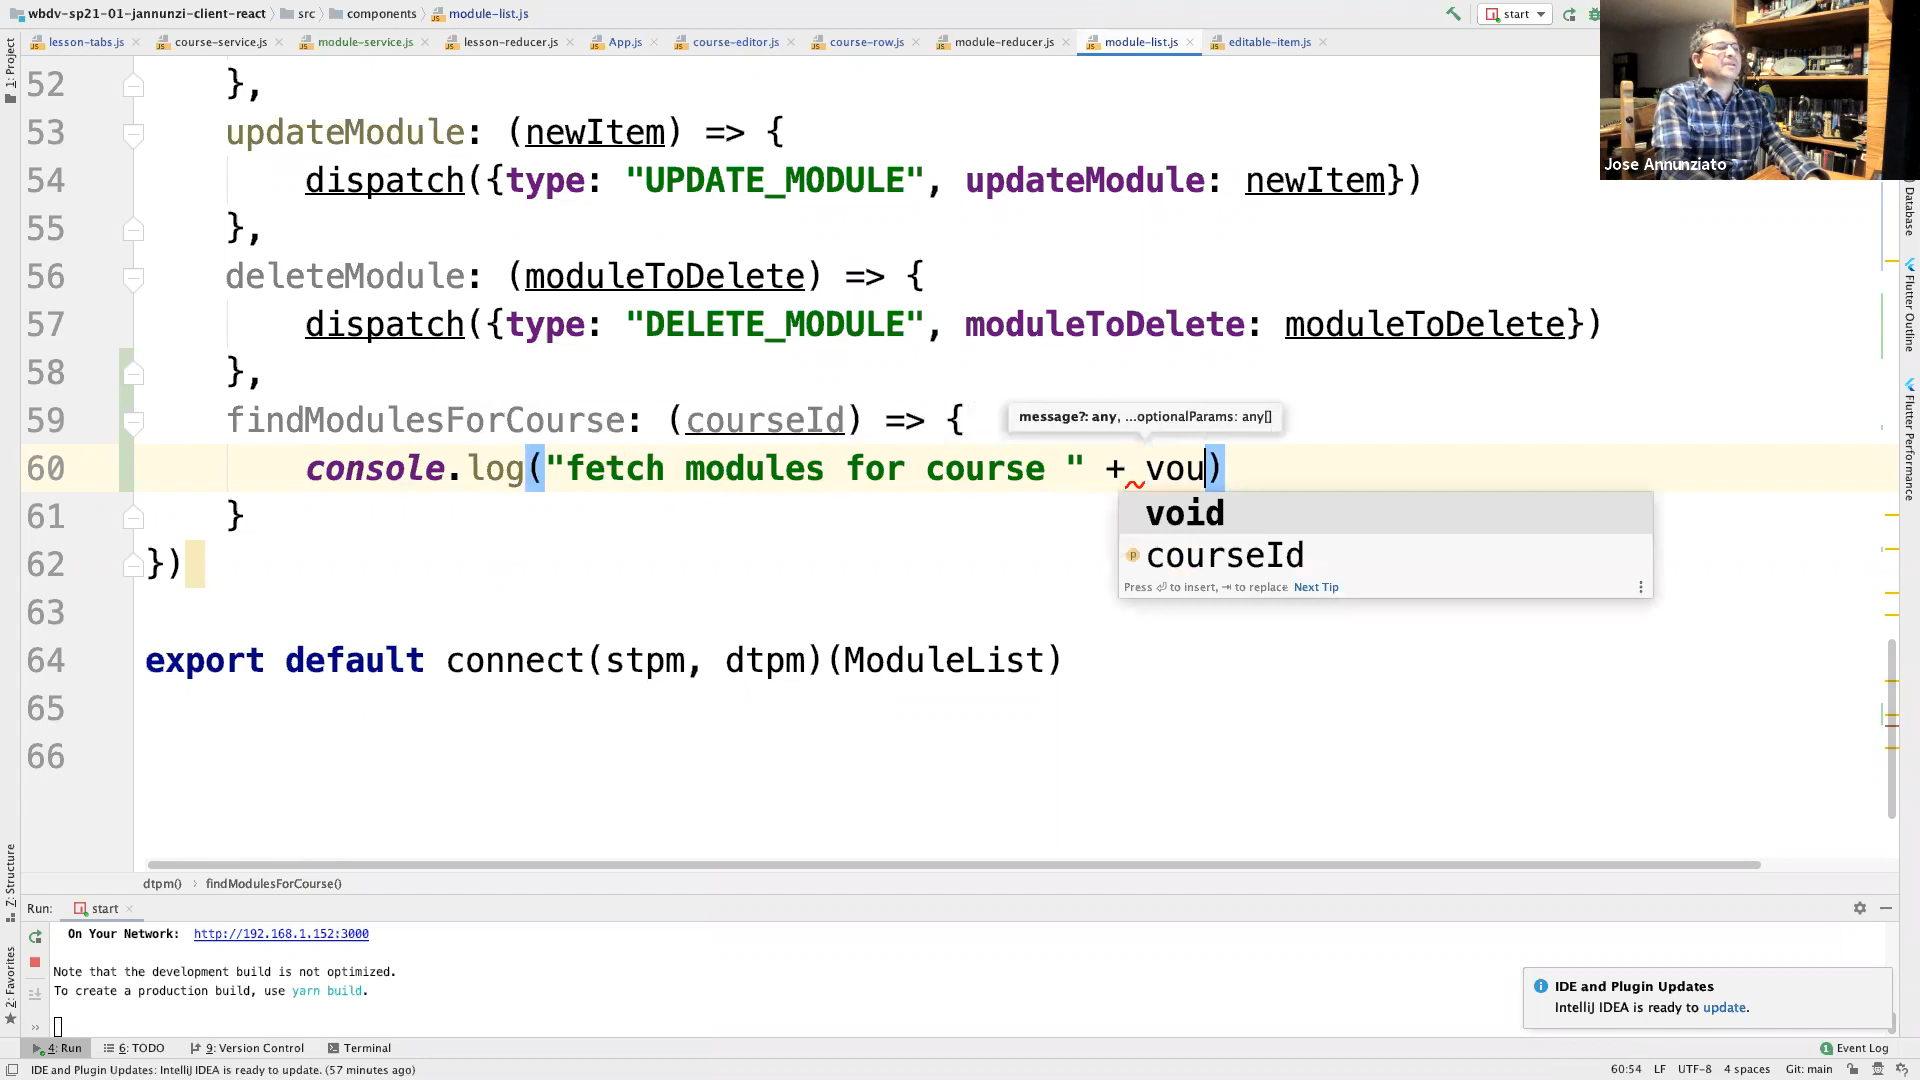 wbdv-sp21-01-jannunzi-client-react src components module-list.js
start
lesson-tabs.js course-service.js module-service.js lesson-reducer.js App.js course-editor.js course-row.js module-reducer.js module-list.js editable-item.js
1: Project
52 },
53 updateModule: (newItem) => {
54 dispatch({type: "UPDATE_MODULE", updateModule: newItem})
55 },
56 deleteModule: (moduleToDelete) => {
57 dispatch({type: "DELETE_MODULE", moduleToDelete: moduleToDelete})
58 },
59 findModulesForCourse: (courseId) => {
message?: any, ...optionalParams: any[]
60 console.log("fetch modules for course " + vou)
void
courseId
Press ⏎ to insert, ⇥ to replace Next Tip
61 }
62 })
63
64 export default connect(stpm, dtpm)(ModuleList)
65
66
Jose Annunziato
Database
Flutter Outline
Flutter Performance
Z: Structure
2: Favorites
dtpm() › findModulesForCourse()
Run: start
On Your Network: http://192.168.1.152:3000
Note that the development build is not optimized.
To create a production build, use yarn build.
IDE and Plugin Updates
IntelliJ IDEA is ready to update.
4: Run 6: TODO 9: Version Control Terminal
1 Event Log
IDE and Plugin Updates: IntelliJ IDEA is ready to update. (57 minutes ago)
60:54 LF UTF-8 4 spaces Git: main